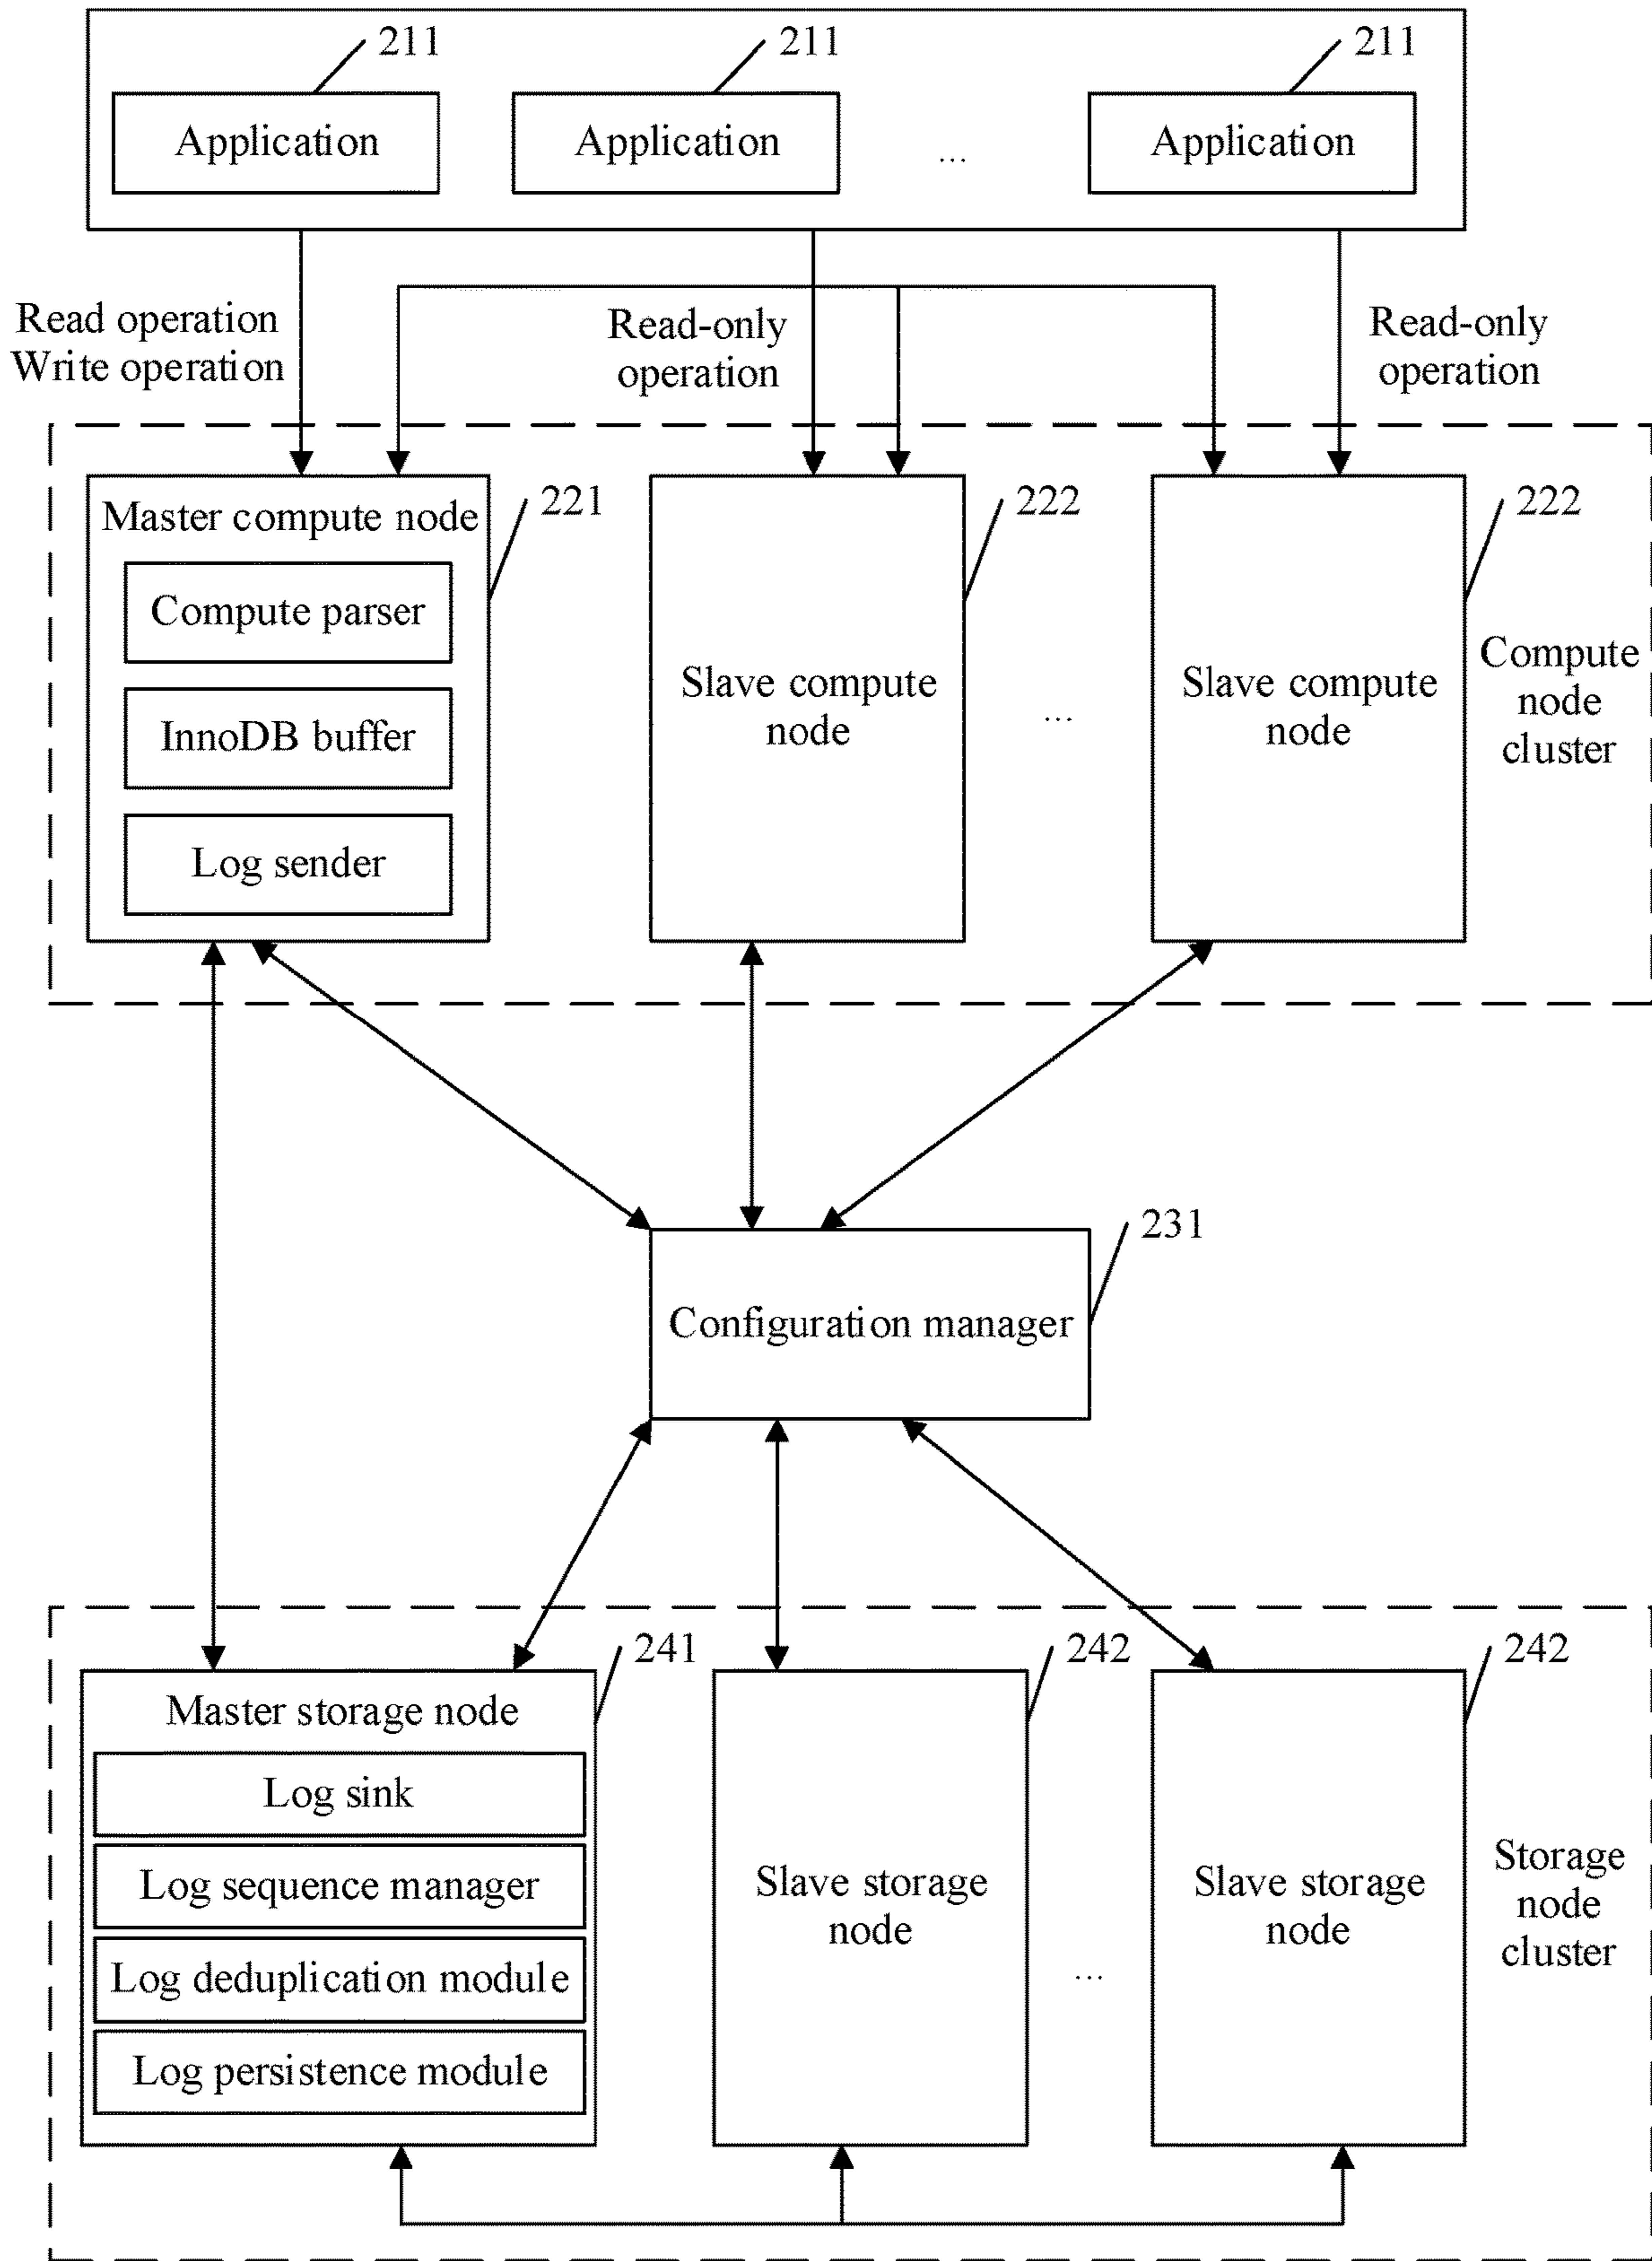 211
211
211
Application
Application
...
Application
Read operation
Write operation
Read-only
operation
Read-only
operation
Master compute node
221
Compute parser
InnoDB buffer
Log sender
222
Slave compute
node
...
222
Slave compute
node
Compute
node
cluster
231
Configuration manager
241
Master storage node
Log sink
Log sequence manager
Log deduplication module
Log persistence module
242
Slave storage
node
...
242
Slave storage
node
Storage
node
cluster